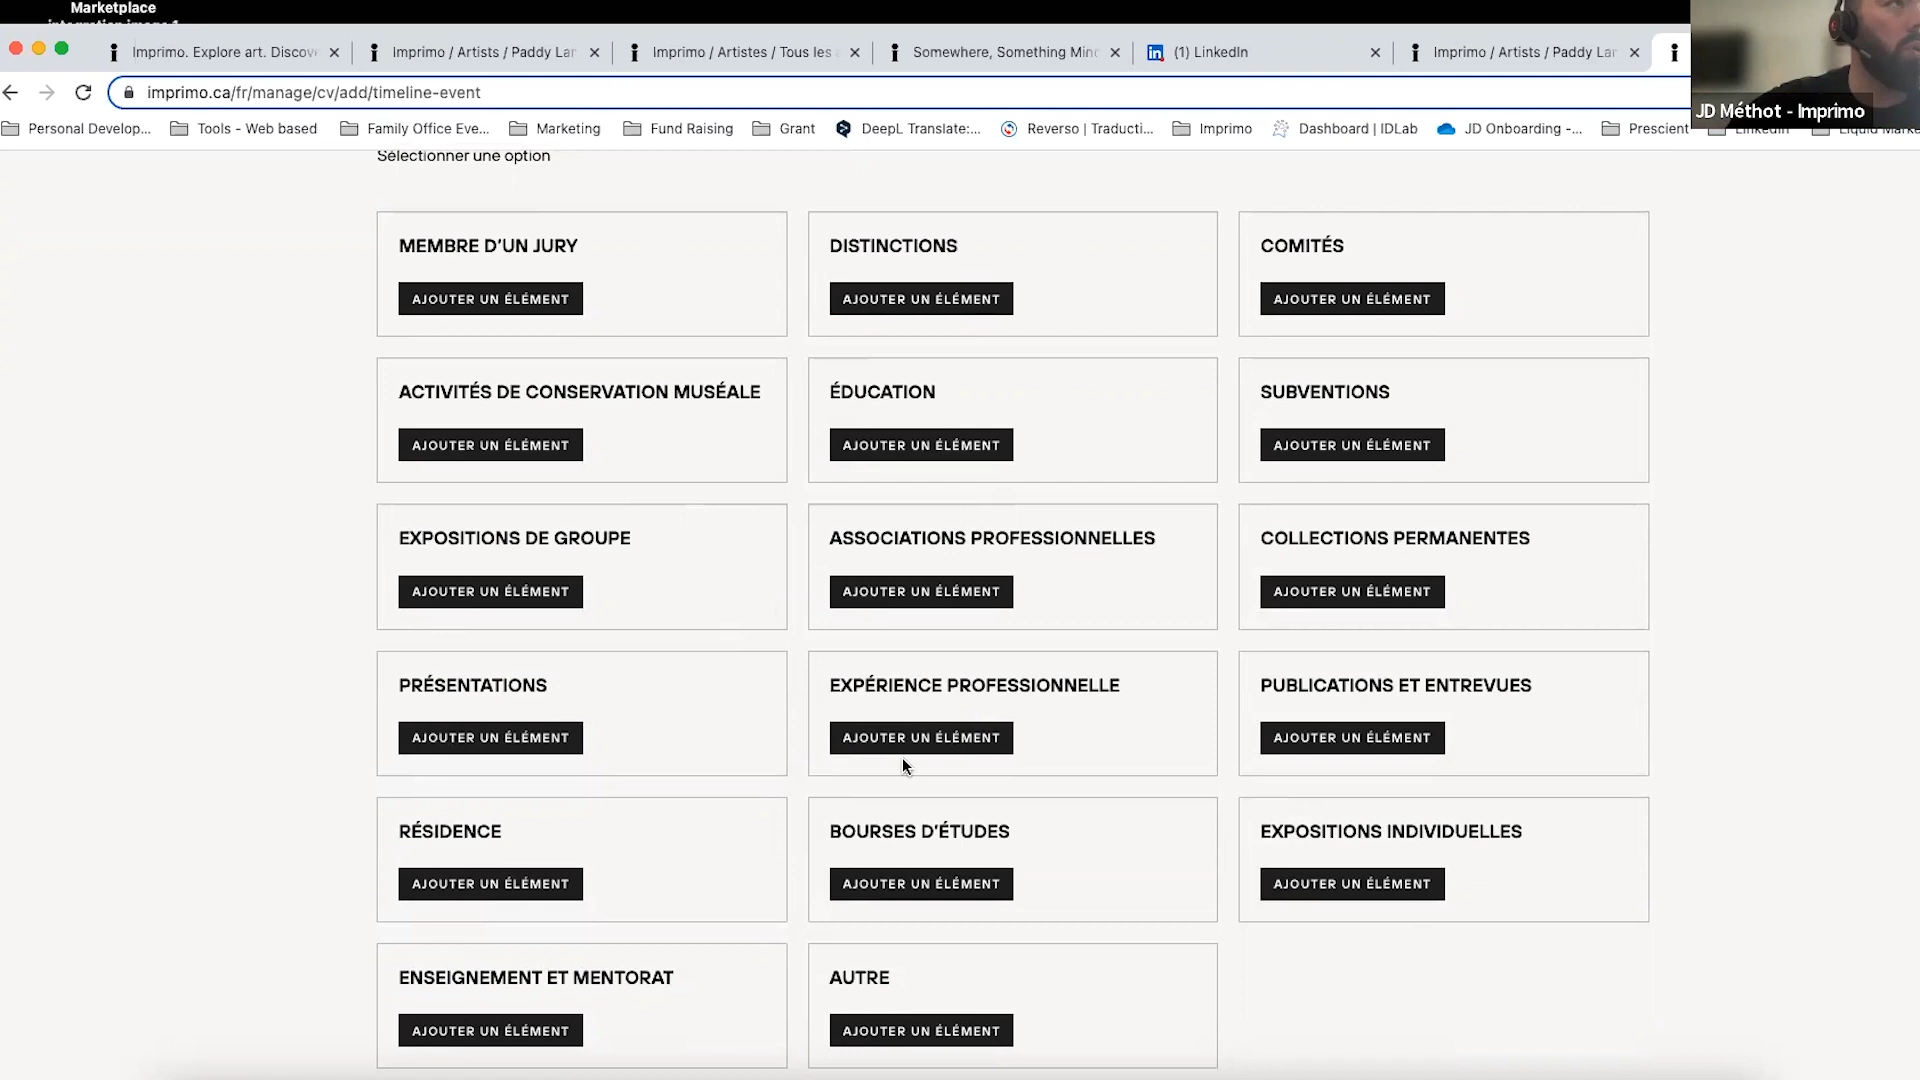 Marketplace
Imprimo. Explore art. Discov
Imprimo / Artists / Paddy Lar
Imprimo / Artistes / Tous les a
Somewhere, Something Mino
(1) LinkedIn
Imprimo / Artists / Paddy Lar
imprimo.ca/fr/manage/cv/add/timeline-event
JD Méthot - Imprimo
Personal Develop...
Tools - Web based
Family Office Eve...
Marketing
Fund Raising
Grant
DeepL Translate:...
Reverso | Traducti...
Imprimo
Dashboard | IDLab
JD Onboarding -...
Prescient
LinkedIn
Liquid Mark
Sélectionner une option
MEMBRE D'UN JURY
DISTINCTIONS
COMITÉS
AJOUTER UN ÉLÉMENT
AJOUTER UN ÉLÉMENT
AJOUTER UN ÉLÉMENT
ACTIVITÉS DE CONSERVATION MUSÉALE
ÉDUCATION
SUBVENTIONS
AJOUTER UN ÉLÉMENT
AJOUTER UN ÉLÉMENT
AJOUTER UN ÉLÉMENT
EXPOSITIONS DE GROUPE
ASSOCIATIONS PROFESSIONNELLES
COLLECTIONS PERMANENTES
AJOUTER UN ÉLÉMENT
AJOUTER UN ÉLÉMENT
AJOUTER UN ÉLÉMENT
PRÉSENTATIONS
EXPÉRIENCE PROFESSIONNELLE
PUBLICATIONS ET ENTREVUES
AJOUTER UN ÉLÉMENT
AJOUTER UN ÉLÉMENT
AJOUTER UN ÉLÉMENT
RÉSIDENCE
BOURSES D'ÉTUDES
EXPOSITIONS INDIVIDUELLES
AJOUTER UN ÉLÉMENT
AJOUTER UN ÉLÉMENT
AJOUTER UN ÉLÉMENT
ENSEIGNEMENT ET MENTORAT
AUTRE
AJOUTER UN ÉLÉMENT
AJOUTER UN ÉLÉMENT